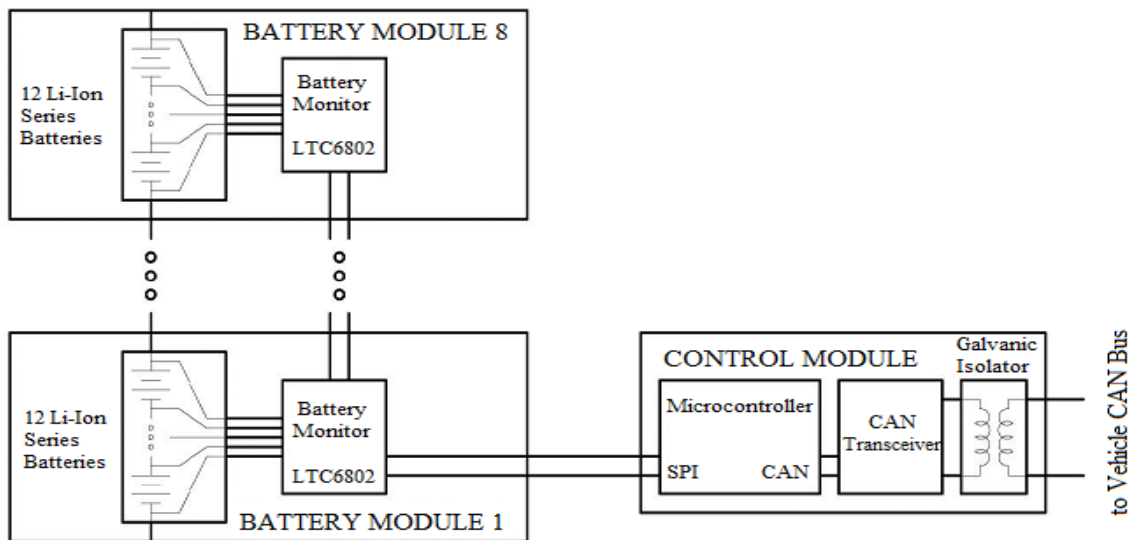 BATTERY MODULE 8
12 Li-Ion
Series
Batteries
Battery
Monitor
LTC6802
12 Li-Ion
Series
Batteries
Battery
Monitor
LTC6802
BATTERY MODULE 1
CONTROL MODULE
Galvanic
Isolator
Microcontroller
SPI CAN
CAN
Transceiver
to Vehicle CAN Bus